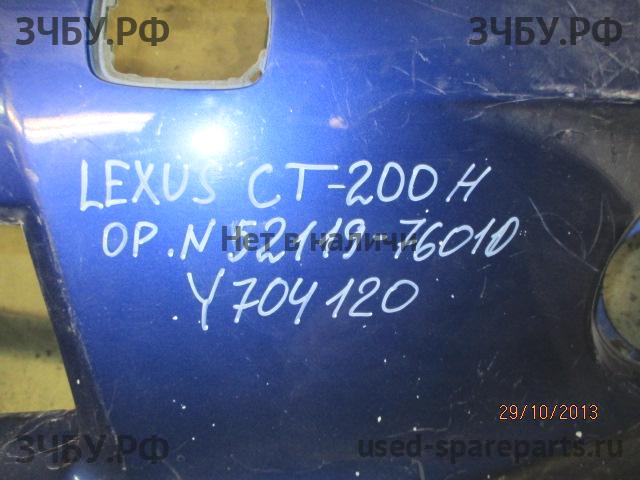 ЗЧБУ.РФ ЗЧБУ.РФ
LEXUS CT-200H
OP.N 52119-76010
Нет в наличии
Y704120
29/10/2013
ЗЧБУ.РФ used-spareparts.ru